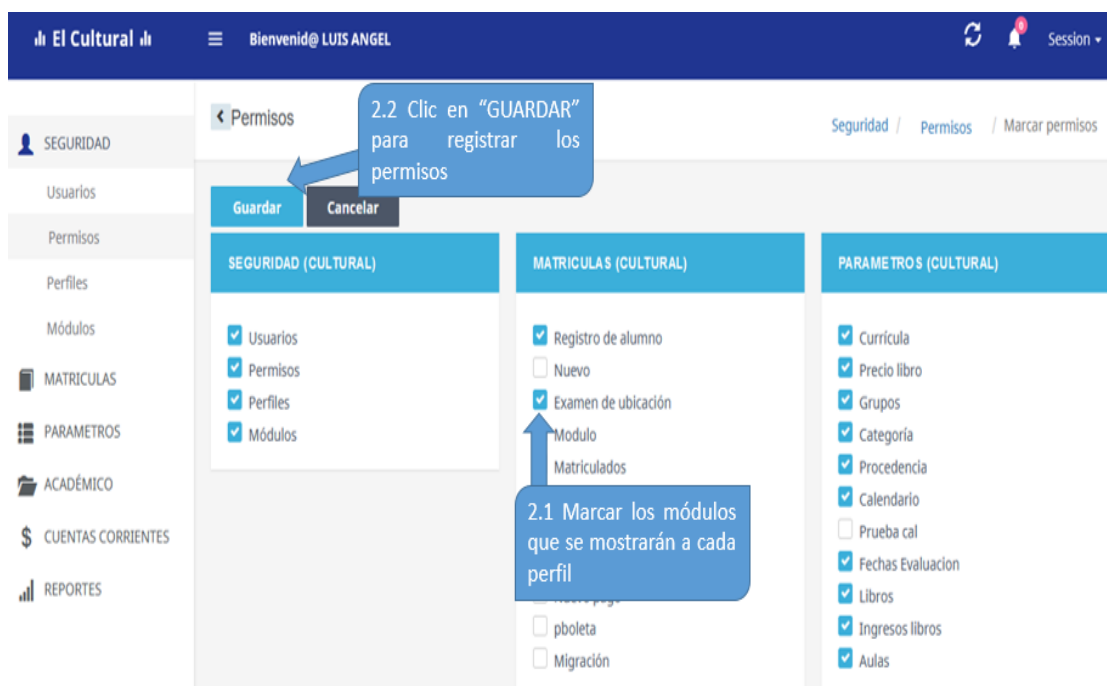 El Cultural
Bienvenid@ LUIS ANGEL
0
Session
Permisos
Seguridad / Permisos / Marcar permisos
2.2 Clic en “GUARDAR”
para registrar los
permisos
SEGURIDAD
Usuarios
Permisos
Perfiles
Módulos
MATRICULAS
PARAMETROS
ACADÉMICO
CUENTAS CORRIENTES
REPORTES
Guardar
Cancelar
SEGURIDAD (CULTURAL)
Usuarios
Permisos
Perfiles
Módulos
MATRICULAS (CULTURAL)
Registro de alumno
Nuevo
Examen de ubicación
Modulo
Matriculados
2.1 Marcar los módulos
que se mostrarán a cada
perfil
pboleta
Migración
PARAMETROS (CULTURAL)
Currícula
Precio libro
Grupos
Categoría
Procedencia
Calendario
Prueba cal
Fechas Evaluacion
Libros
Ingresos libros
Aulas